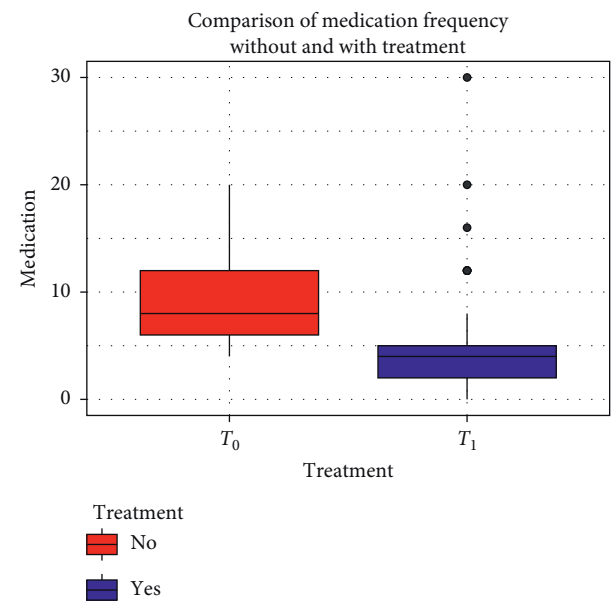 Comparison of medication frequency
without and with treatment
Medication
30
20
10
0
T0
T1
Treatment
Treatment
No
Yes